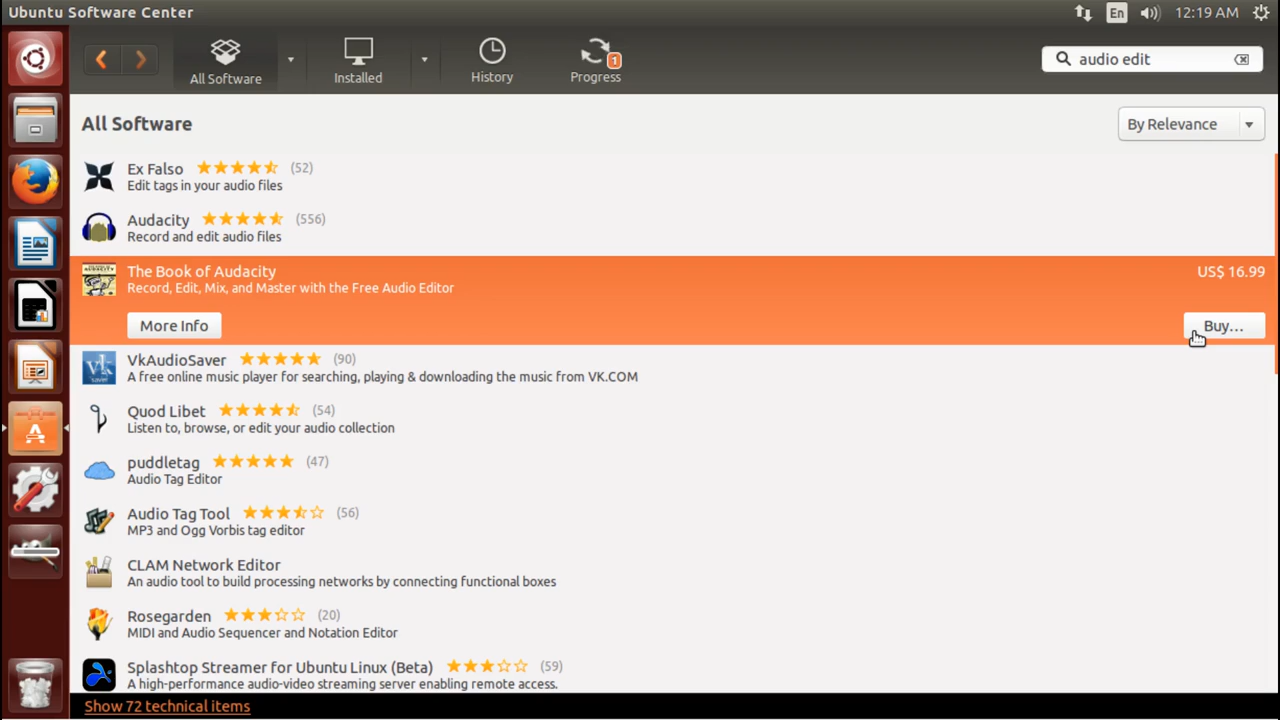 Ubuntu Software Center
En
12:19 AM
All Software
Installed
History
Progress
1
audio edit
All Software
By Relevance
Ex Falso (52)
Edit tags in your audio files
Audacity (556)
Record and edit audio files
The Book of Audacity
US$ 16.99
Record, Edit, Mix, and Master with the Free Audio Editor
More Info
Buy...
VkAudioSaver (90)
A free online music player for searching, playing & downloading the music from VK.COM
Quod Libet (54)
Listen to, browse, or edit your audio collection
puddletag (47)
Audio Tag Editor
Audio Tag Tool (56)
MP3 and Ogg Vorbis tag editor
CLAM Network Editor
An audio tool to build processing networks by connecting functional boxes
Rosegarden (20)
MIDI and Audio Sequencer and Notation Editor
Splashtop Streamer for Ubuntu Linux (Beta) (59)
A high-performance audio-video streaming server enabling remote access.
Show 72 technical items